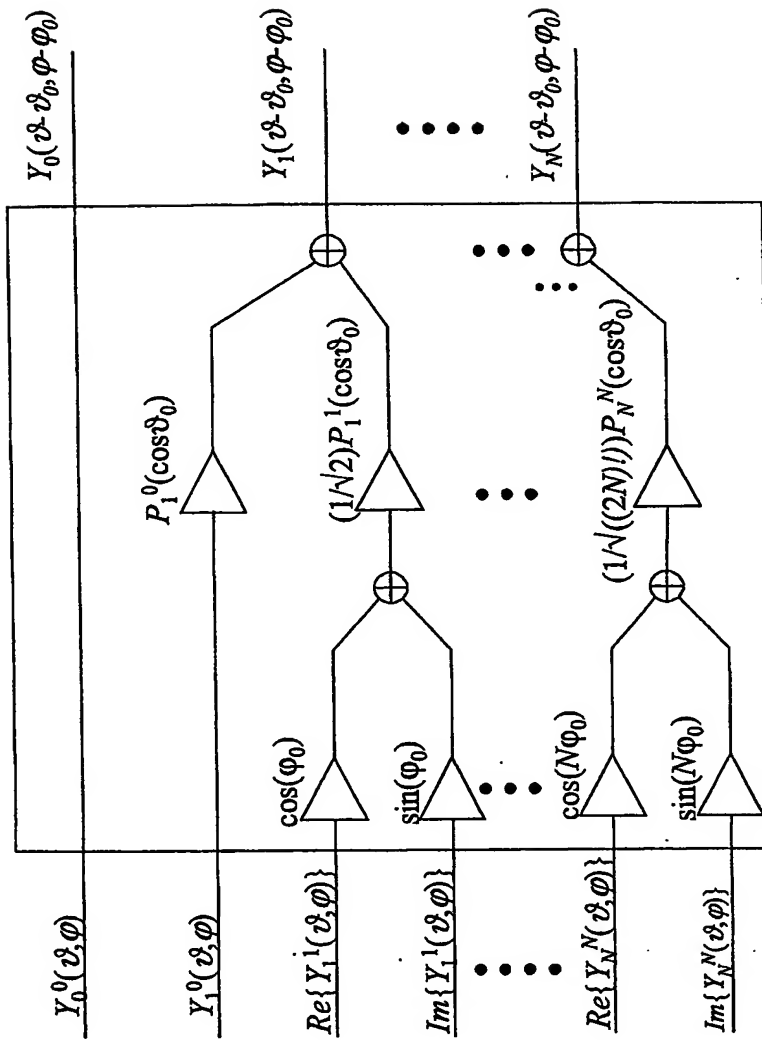 Y_0^0(ϑ,φ)
Y_0(ϑ-ϑ_0,φ-φ_0)
Y_1^0(ϑ,φ)
P_1^0(cosϑ_0)
Re{Y_1^1(ϑ,φ)}
cos(φ_0)
Im{Y_1^1(ϑ,φ)}
sin(φ_0)
(1/√2)P_1^1(cosϑ_0)
Y_1(ϑ-ϑ_0,φ-φ_0)
Re{Y_N^N(ϑ,φ)}
cos(Nφ_0)
Im{Y_N^N(ϑ,φ)}
sin(Nφ_0)
(1/√((2N)!))P_N^N(cosϑ_0)
Y_N(ϑ-ϑ_0,φ-φ_0)